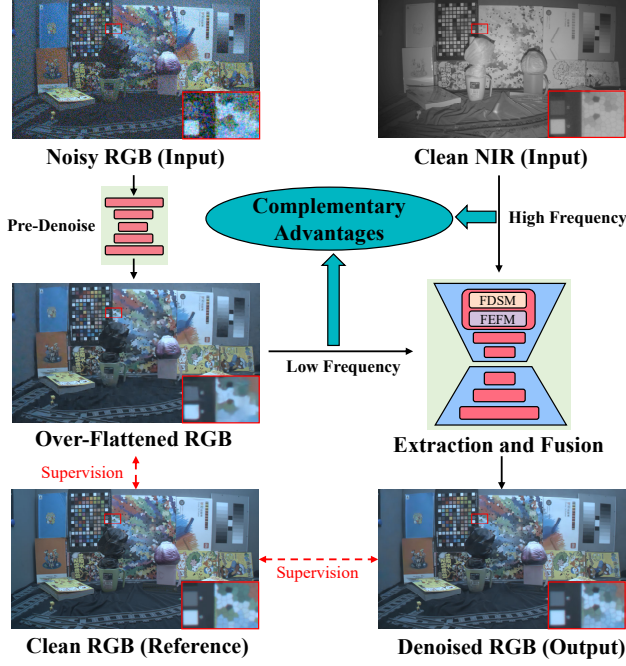 Noisy RGB (Input)
Clean NIR (Input)
Pre-Denoise
Complementary
Advantages
High Frequency
FDSM
FEFM
Low Frequency
Over-Flattened RGB
Extraction and Fusion
Supervision
Supervision
Clean RGB (Reference)
Denoised RGB (Output)